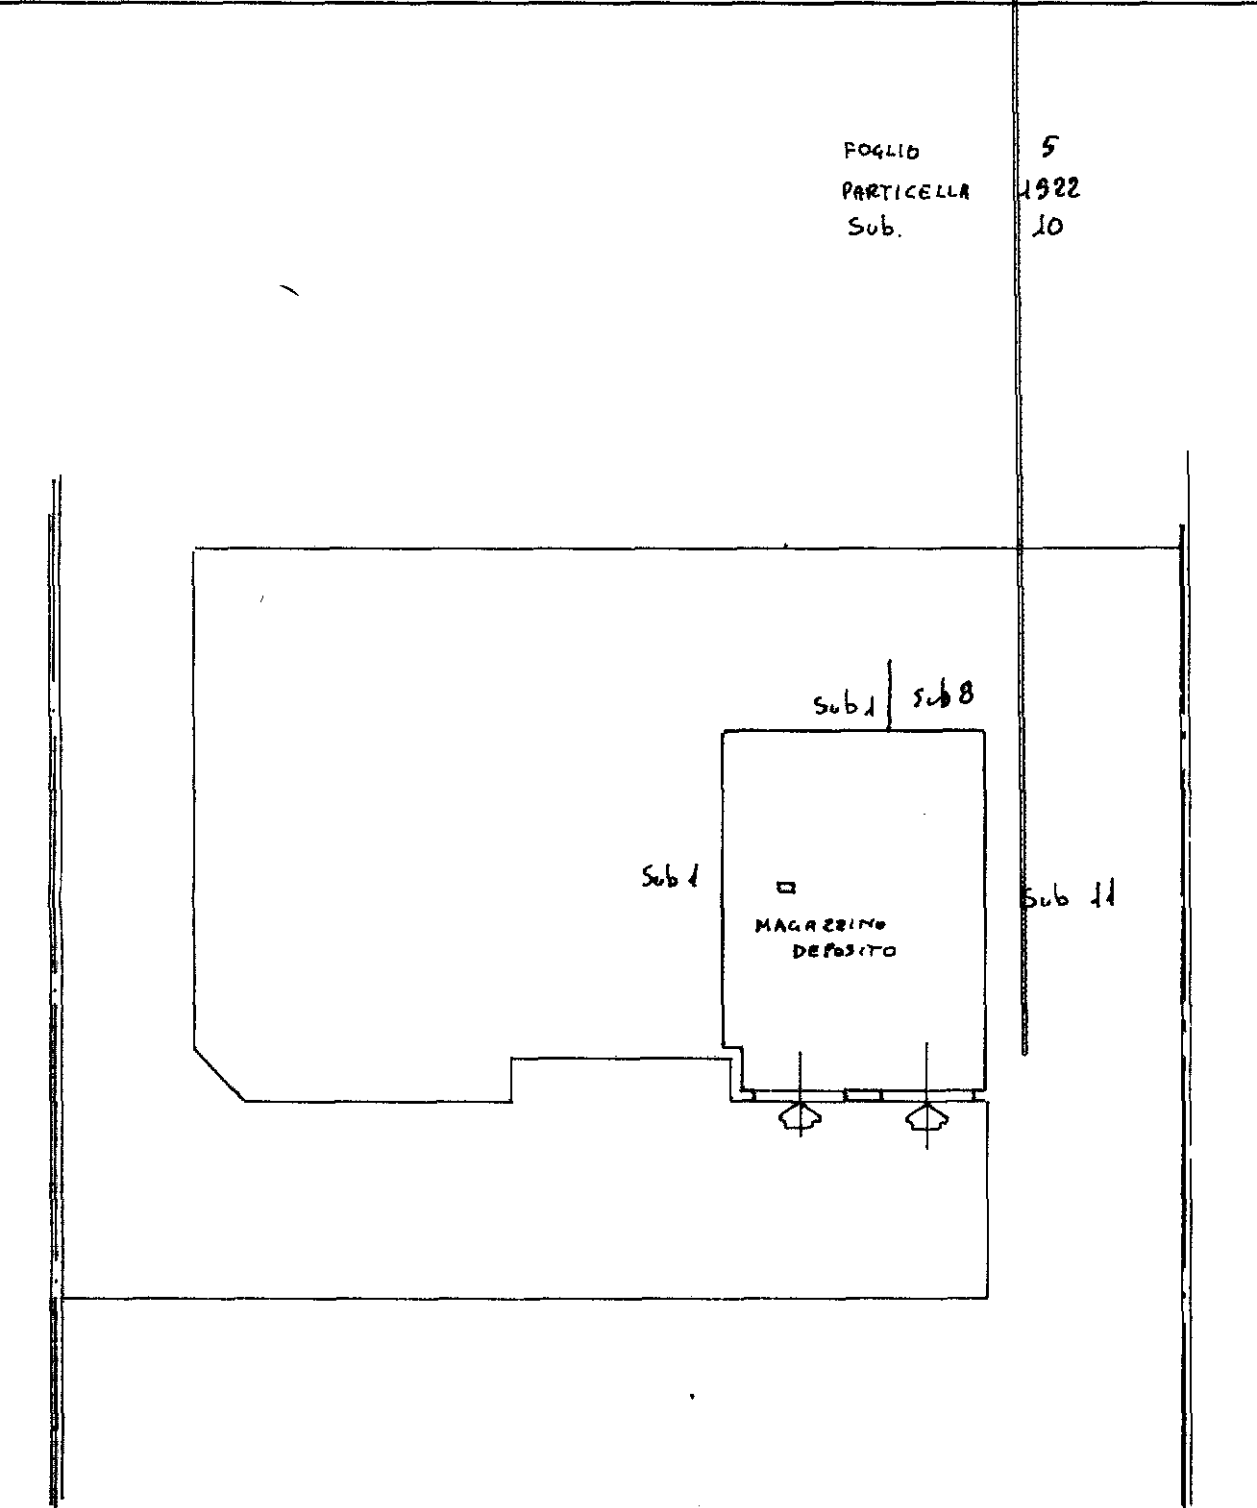 FOGLIO 5
PARTICELLA 1922
Sub. 10
Sub 1 Sub 8
Sub 1
MAGAZZINO
DEPOSITO
Sub 11